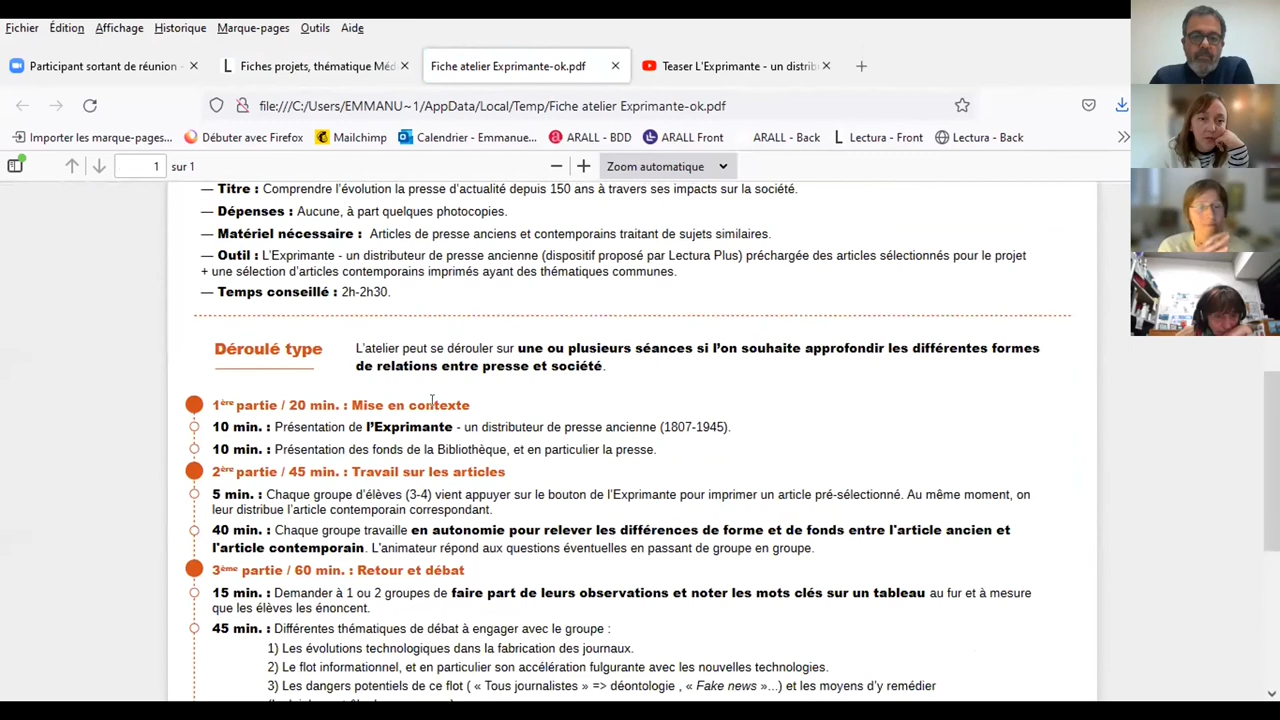 Fichier Édition Affichage Historique Marque-pages Outils Aide
Participant sortant de réunion - × L Fiches projets, thématique Méd × Fiche atelier Exprimante-ok.pdf × Teaser L'Exprimante - un distrib × +
file:///C:/Users/EMMANU~1/AppData/Local/Temp/Fiche atelier Exprimante-ok.pdf
Importer les marque-pages... Débuter avec Firefox Mailchimp Calendrier - Emmanue... ARALL - BDD ARALL Front ARALL - Back L Lectura - Front Lectura - Back »
1 sur 1 − + Zoom automatique
— Titre : Comprendre l’évolution la presse d’actualité depuis 150 ans à travers ses impacts sur la société.
— Dépenses : Aucune, à part quelques photocopies.
— Matériel nécessaire : Articles de presse anciens et contemporains traitant de sujets similaires.
— Outil : L’Exprimante - un distributeur de presse ancienne (dispositif proposé par Lectura Plus) préchargée des articles sélectionnés pour le projet
+ une sélection d’articles contemporains imprimés ayant des thématiques communes.
— Temps conseillé : 2h-2h30.
Déroulé type L’atelier peut se dérouler sur une ou plusieurs séances si l’on souhaite approfondir les différentes formes
de relations entre presse et société.
1ère partie / 20 min. : Mise en contexte
10 min. : Présentation de l’Exprimante - un distributeur de presse ancienne (1807-1945).
10 min. : Présentation des fonds de la Bibliothèque, et en particulier la presse.
2ère partie / 45 min. : Travail sur les articles
5 min. : Chaque groupe d’élèves (3-4) vient appuyer sur le bouton de l’Exprimante pour imprimer un article pré-sélectionné. Au même moment, on
leur distribue l’article contemporain correspondant.
40 min. : Chaque groupe travaille en autonomie pour relever les différences de forme et de fonds entre l’article ancien et
l’article contemporain. L’animateur répond aux questions éventuelles en passant de groupe en groupe.
3ème partie / 60 min. : Retour et débat
15 min. : Demander à 1 ou 2 groupes de faire part de leurs observations et noter les mots clés sur un tableau au fur et à mesure
que les élèves les énoncent.
45 min. : Différentes thématiques de débat à engager avec le groupe :
1) Les évolutions technologiques dans la fabrication des journaux.
2) Le flot informationnel, et en particulier son accélération fulgurante avec les nouvelles technologies.
3) Les dangers potentiels de ce flot ( « Tous journalistes » => déontologie , « Fake news »...) et les moyens d’y remédier